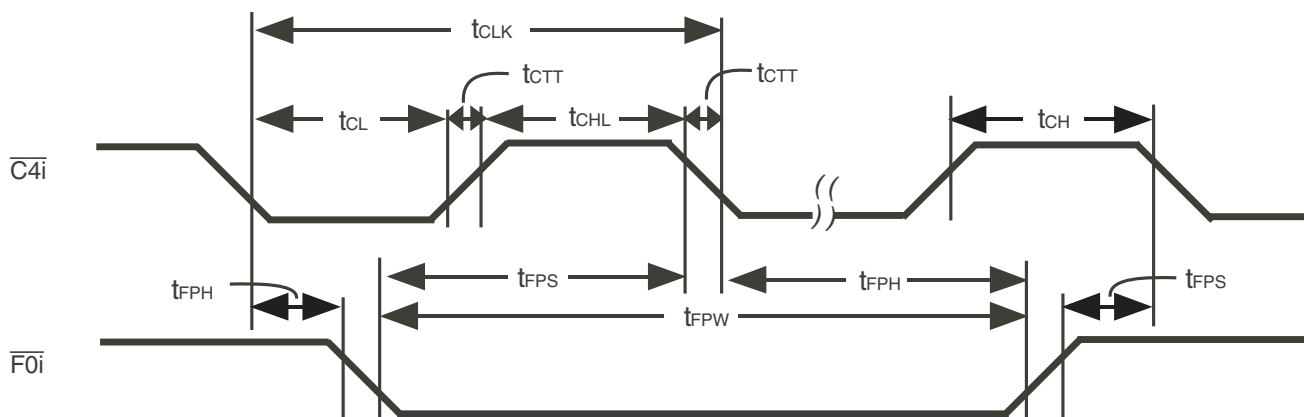 tCLK
tCTT
tCTT
tCL
tCHL
tCH
C4i
tFPS
tFPH
tFPH
tFPS
tFPW
F0i